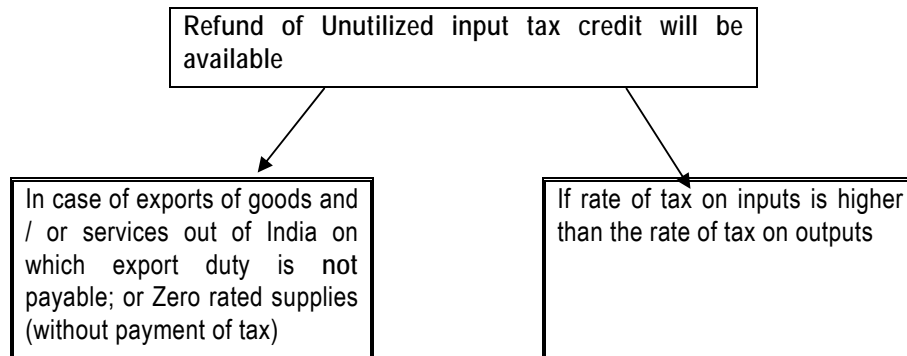 Refund of Unutilized input tax credit will be
available
In case of exports of goods and
/ or services out of India on
which export duty is not
payable; or Zero rated supplies
(without payment of tax)
If rate of tax on inputs is higher
than the rate of tax on outputs